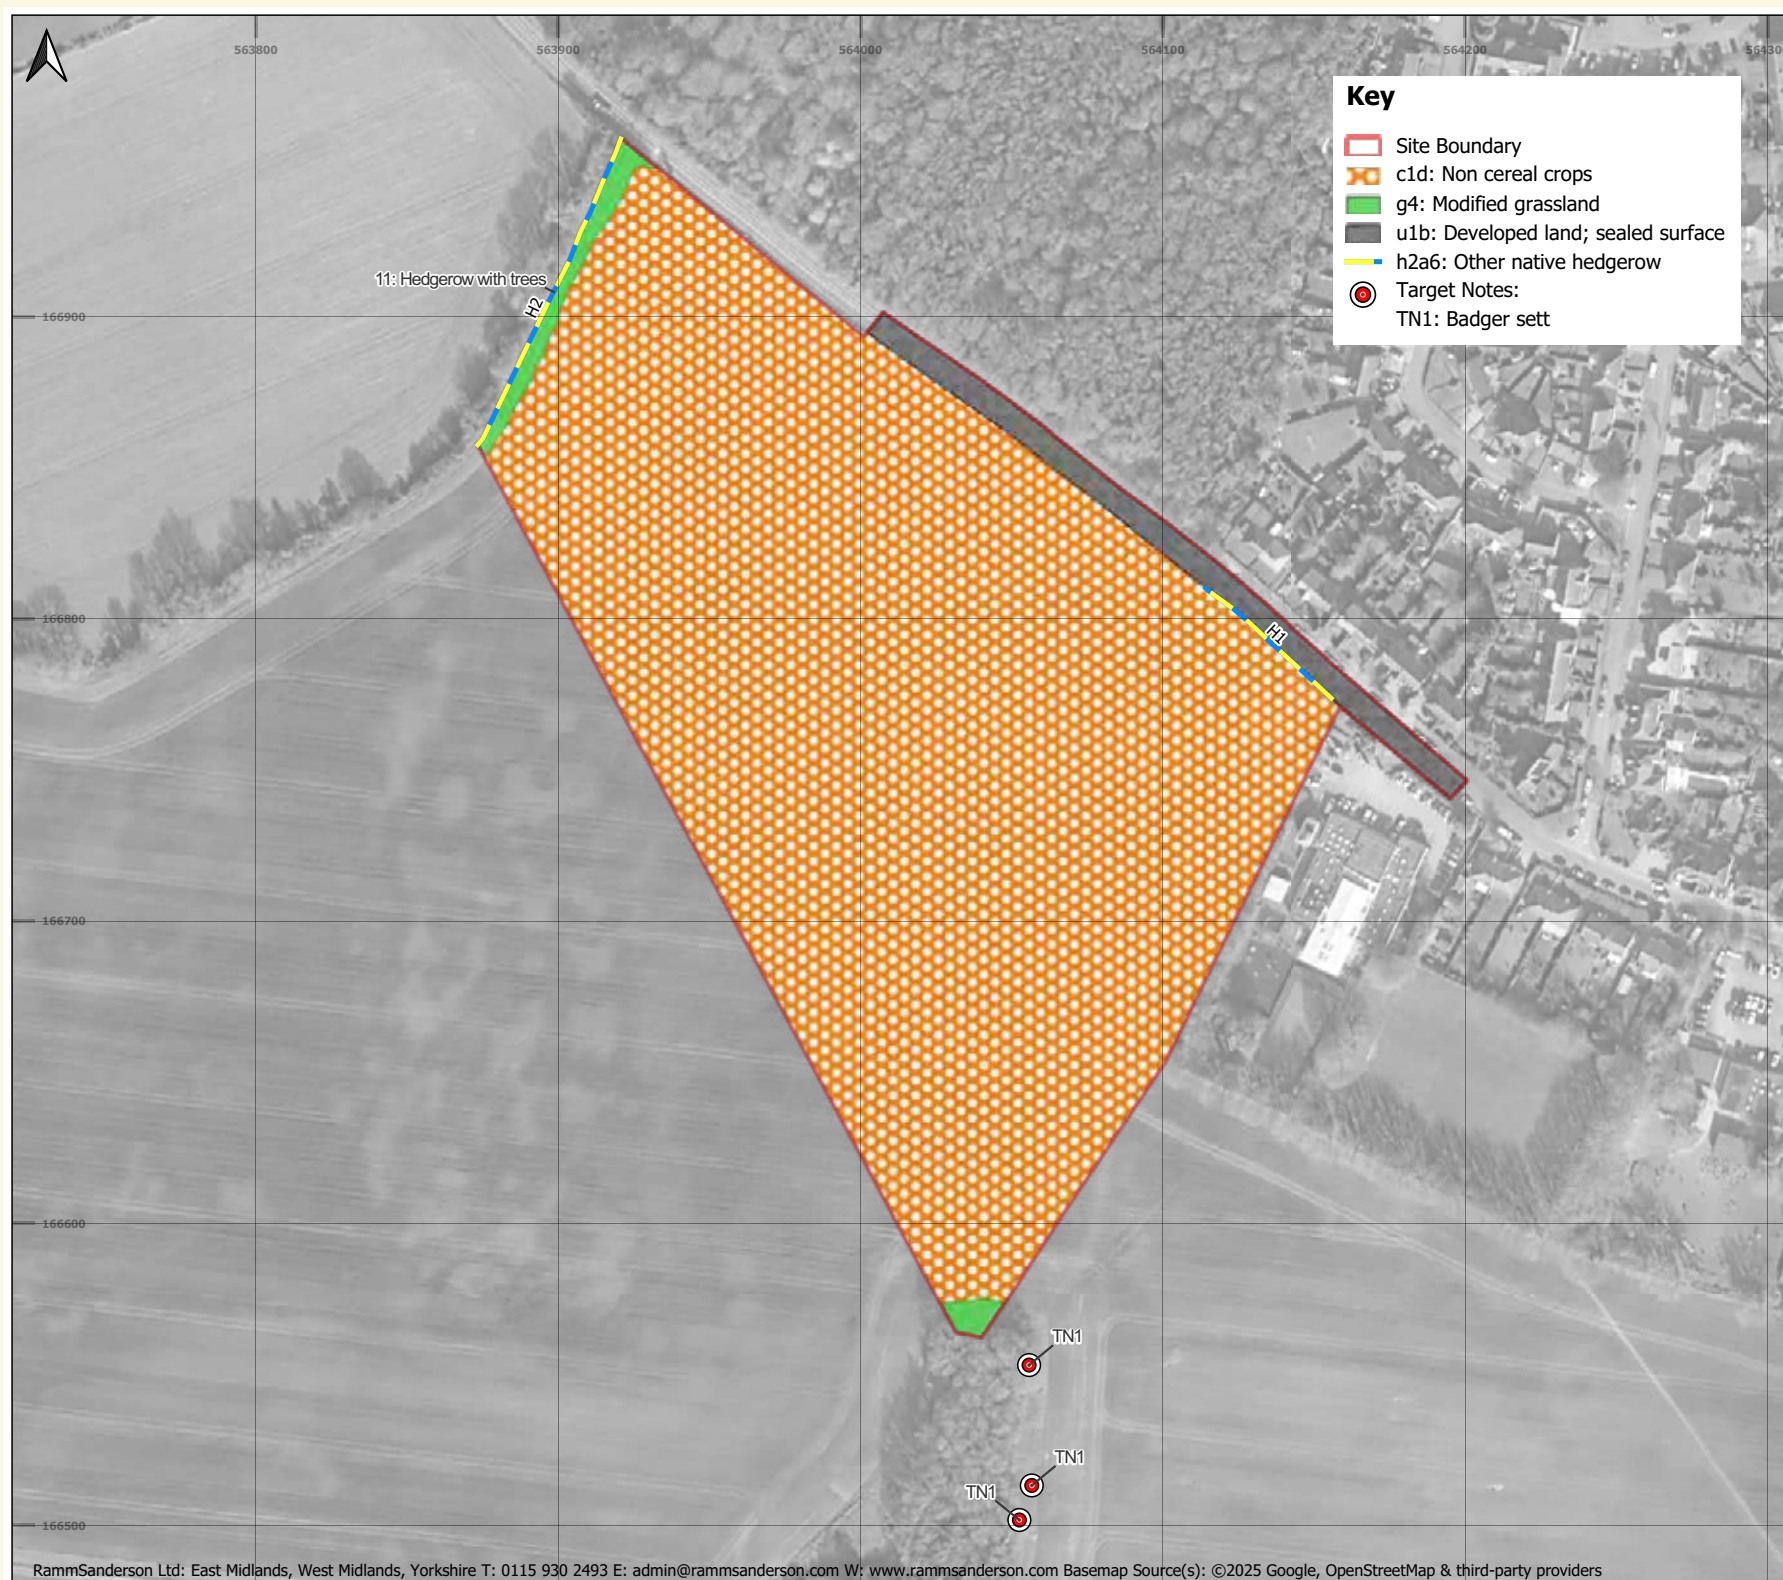 563800
563900
564000
564100
564200
56430
Key
Site Boundary
c1d: Non cereal crops
g4: Modified grassland
u1b: Developed land; sealed surface
h2a6: Other native hedgerow
Target Notes:
TN1: Badger sett
11: Hedgerow with trees
H2
166900
166800
H1
166700
166600
TN1
TN1
TN1
166500
RammSanderson Ltd: East Midlands, West Midlands, Yorkshire T: 0115 930 2493 E: admin@rammsanderson.com W: www.rammsanderson.com Basemap Source(s): ©2025 Google, OpenStreetMap & third-party providers